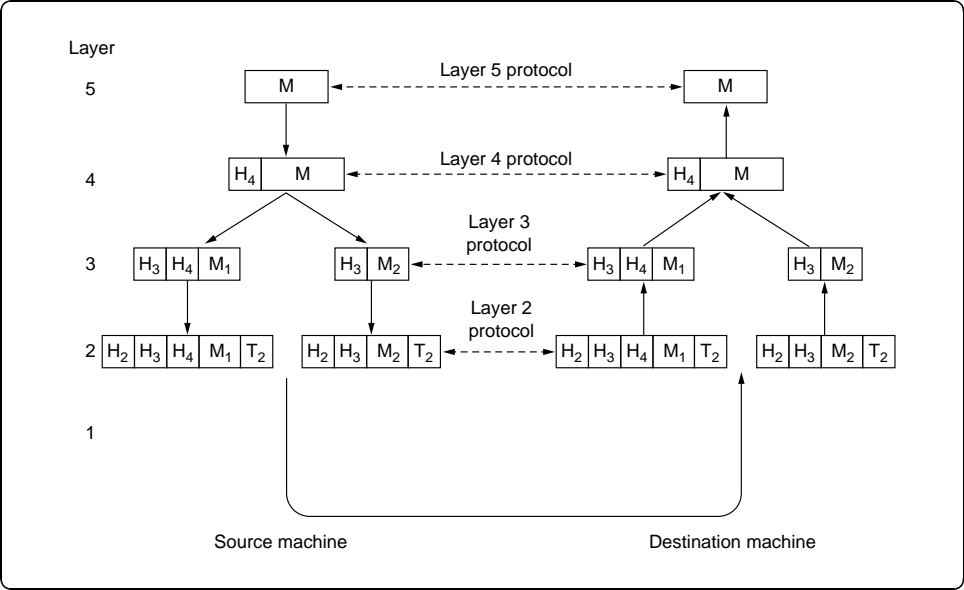 Layer
5 M Layer 5 protocol M
4 H₄ M Layer 4 protocol H₄ M
Layer 3
protocol
3 H₃ H₄ M₁ H₃ M₂ H₃ H₄ M₁ H₃ M₂
Layer 2
protocol
2 H₂ H₃ H₄ M₁ T₂ H₂ H₃ M₂ T₂ H₂ H₃ H₄ M₁ T₂ H₂ H₃ M₂ T₂
1
Source machine Destination machine